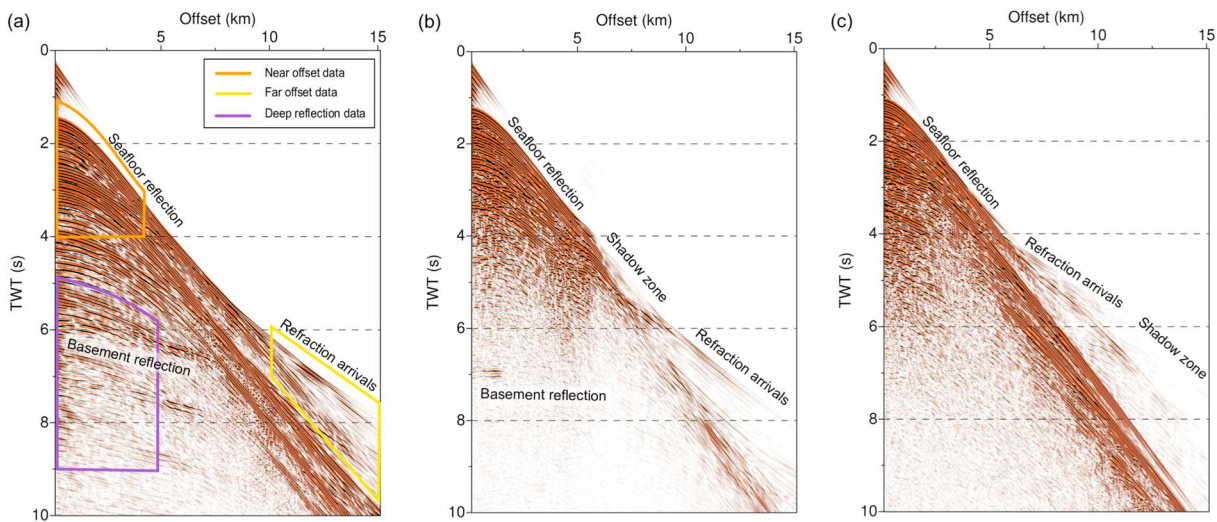 (a)
Offset (km)
0 5 10 15
0
2
4
6
8
10
TWT (s)
Near offset data
Far offset data
Deep reflection data
Seafloor reflection
Refraction arrivals
Basement reflection
(b)
Offset (km)
0 5 10 15
0
2
4
6
8
10
TWT (s)
Seafloor reflection
Shadow zone
Refraction arrivals
Basement reflection
(c)
Offset (km)
0 5 10 15
0
2
4
6
8
10
TWT (s)
Seafloor reflection
Refraction arrivals
Shadow zone